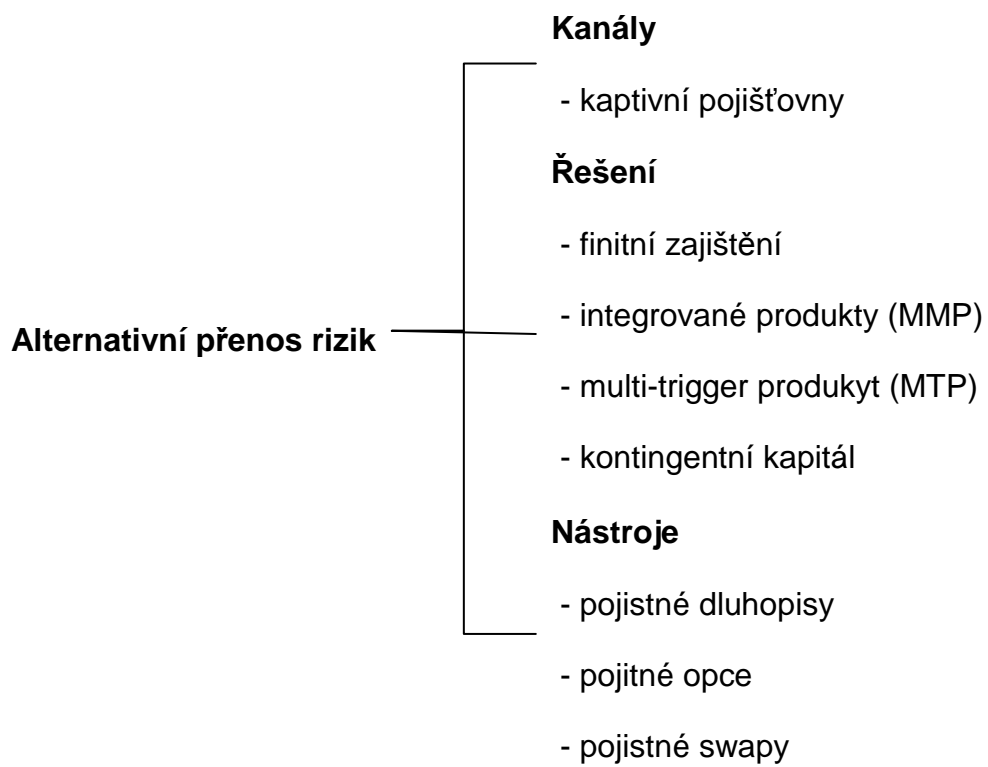 Kanály
- kaptivní pojišťovny
Řešení
- finitní zajištění
- integrované produkty (MMP)
Alternativní přenos rizik
- multi-trigger produkyt (MTP)
- kontingentní kapitál
Nástroje
- pojistné dluhopisy
- pojitné opce
- pojistné swapy